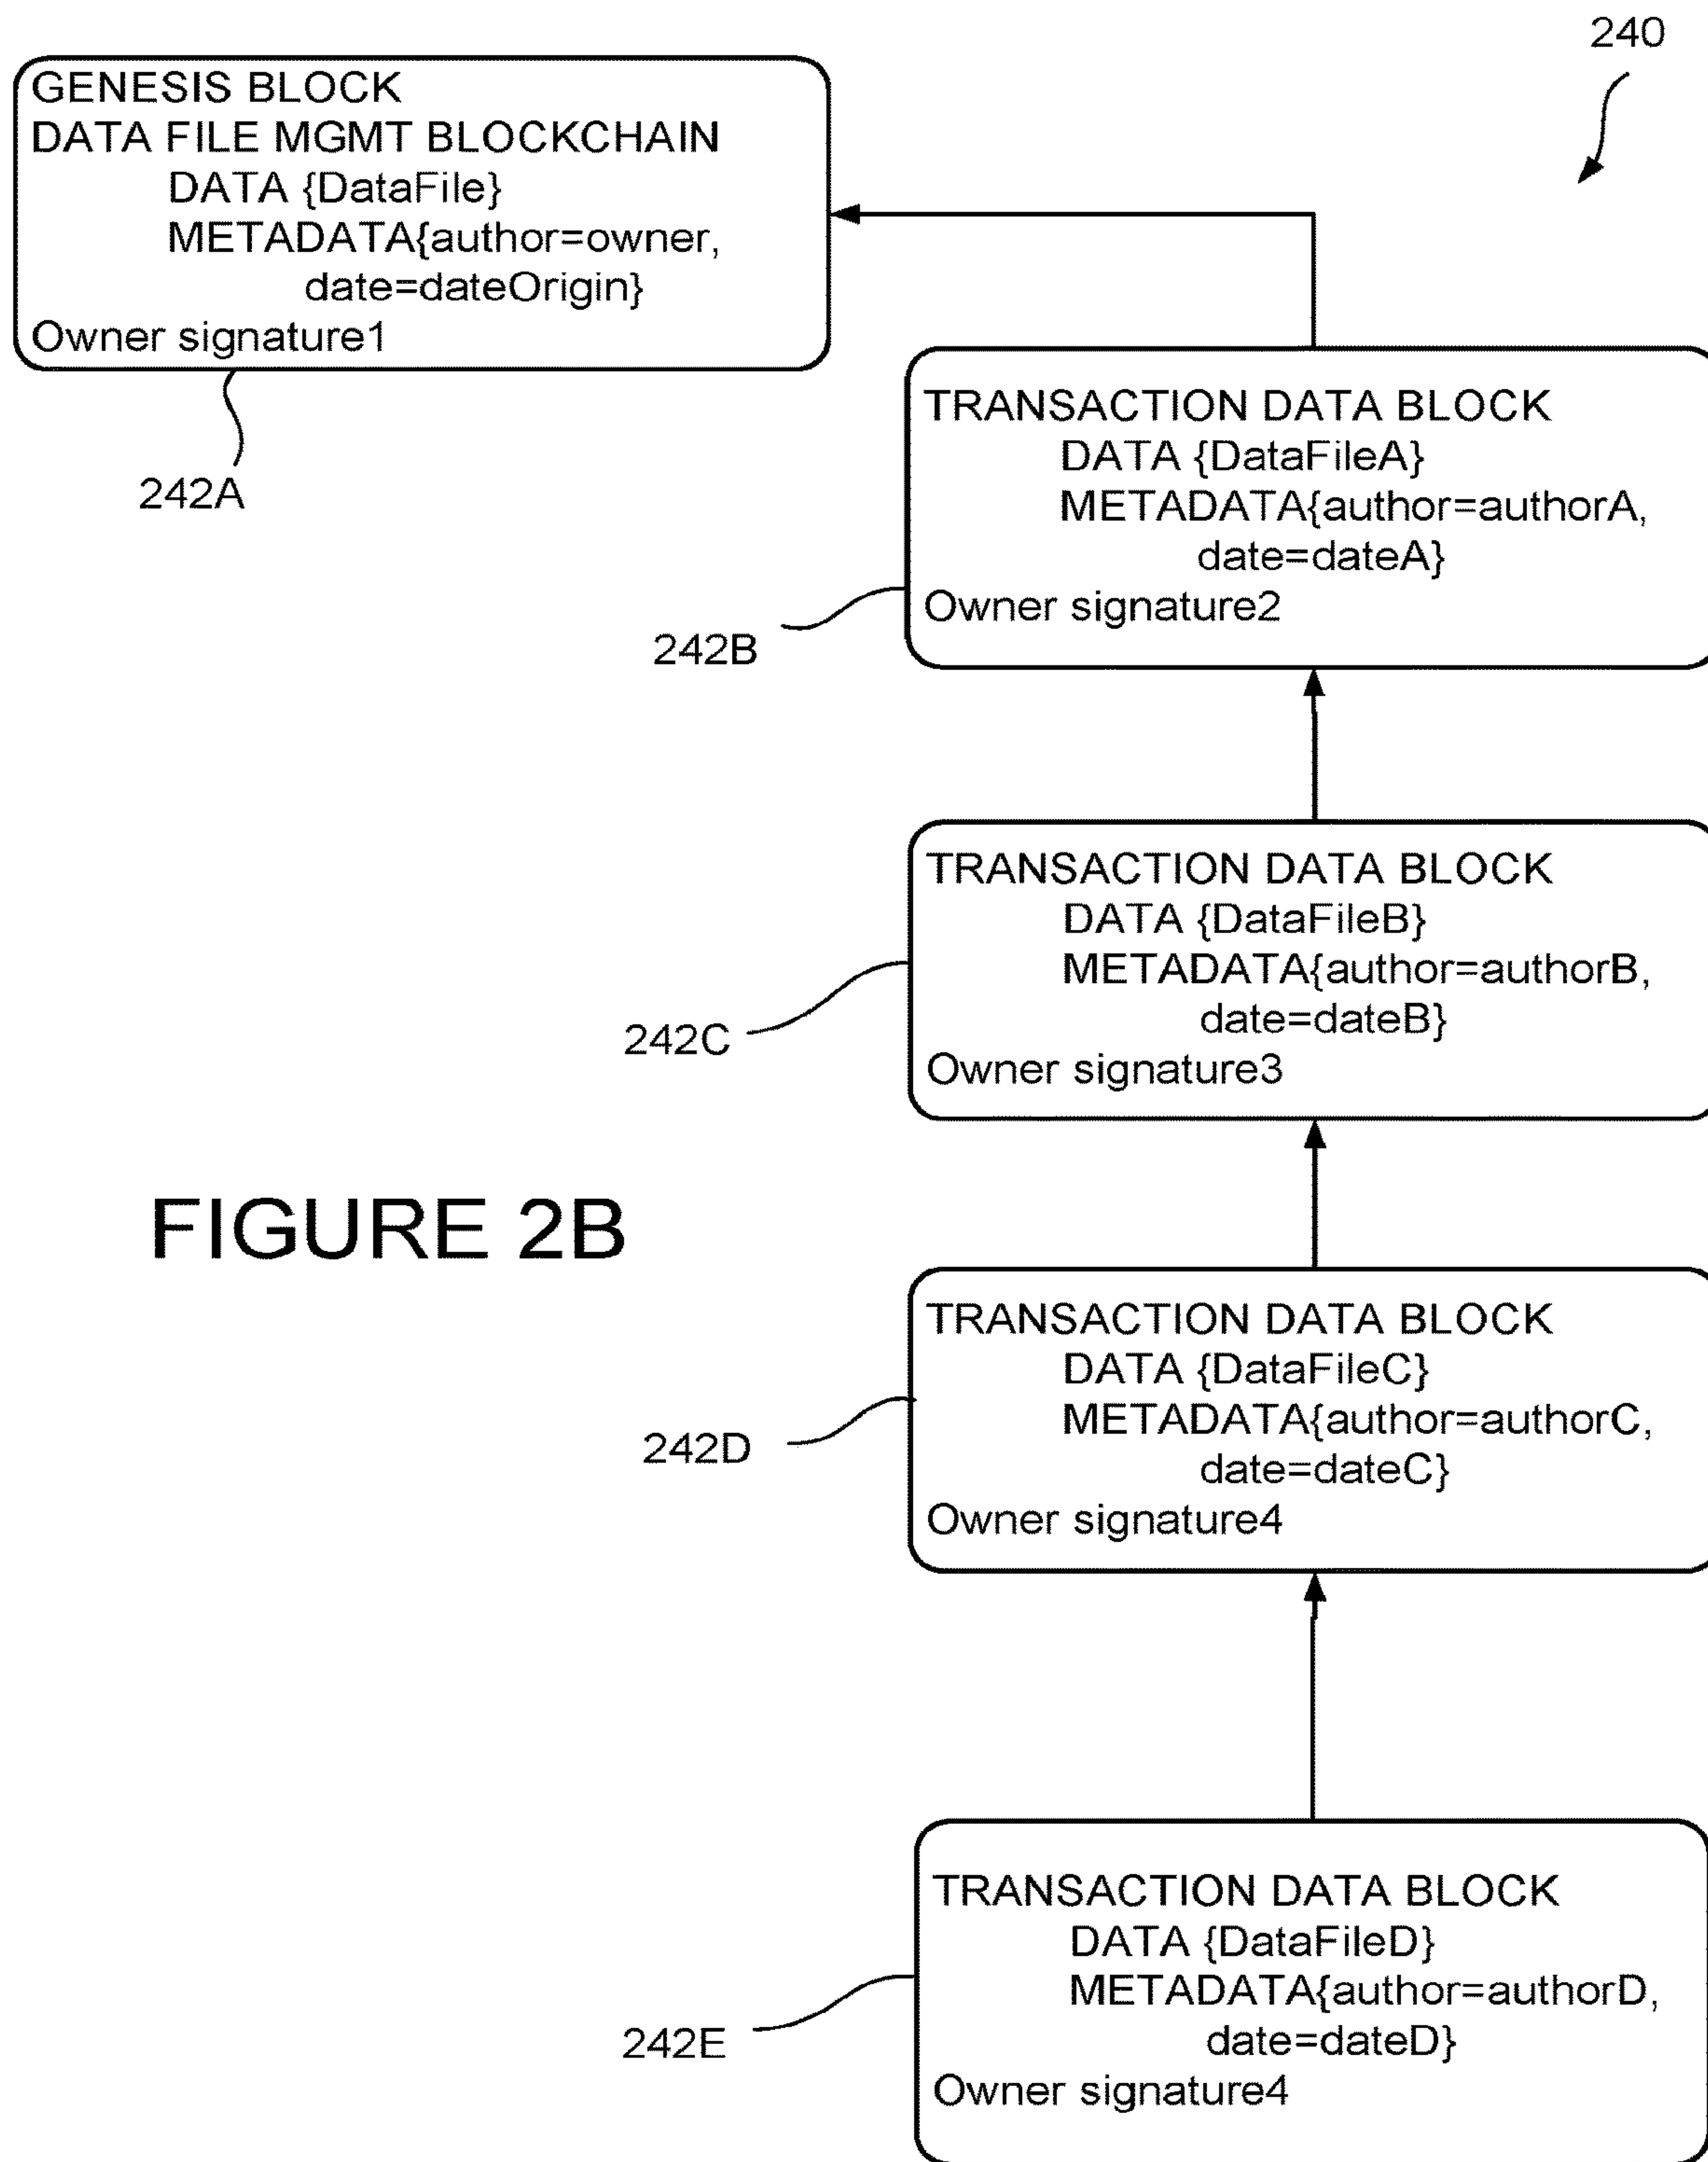 240
GENESIS BLOCK
DATA FILE MGMT BLOCKCHAIN
DATA {DataFile}
METADATA{author=owner,
date=dateOrigin}
Owner signature1
242A
TRANSACTION DATA BLOCK
DATA {DataFileA}
METADATA{author=authorA,
date=dateA}
Owner signature2
242B
TRANSACTION DATA BLOCK
DATA {DataFileB}
METADATA{author=authorB,
date=dateB}
Owner signature3
242C
FIGURE 2B
TRANSACTION DATA BLOCK
DATA {DataFileC}
METADATA{author=authorC,
date=dateC}
Owner signature4
242D
TRANSACTION DATA BLOCK
DATA {DataFileD}
METADATA{author=authorD,
date=dateD}
Owner signature4
242E